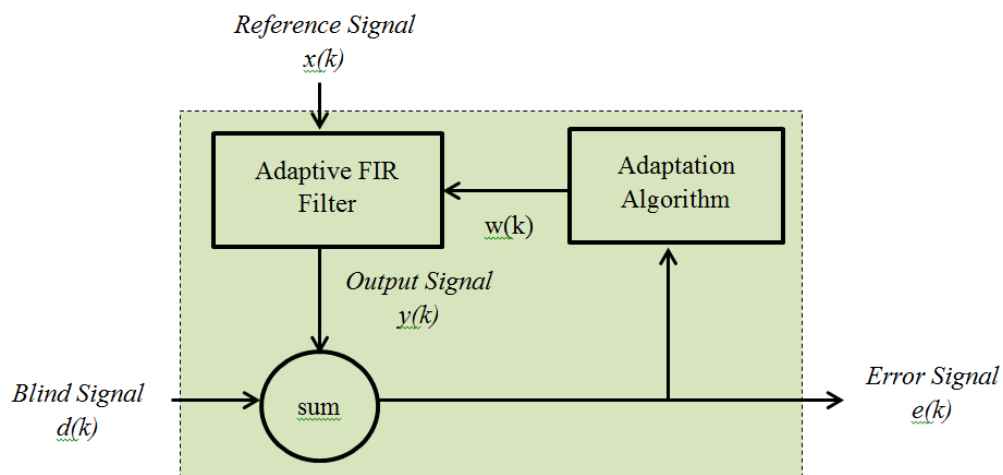 Reference Signal
x(k)
Adaptive FIR
Filter
Adaptation
Algorithm
w(k)
Output Signal
y(k)
Blind Signal
d(k)
sum
Error Signal
e(k)